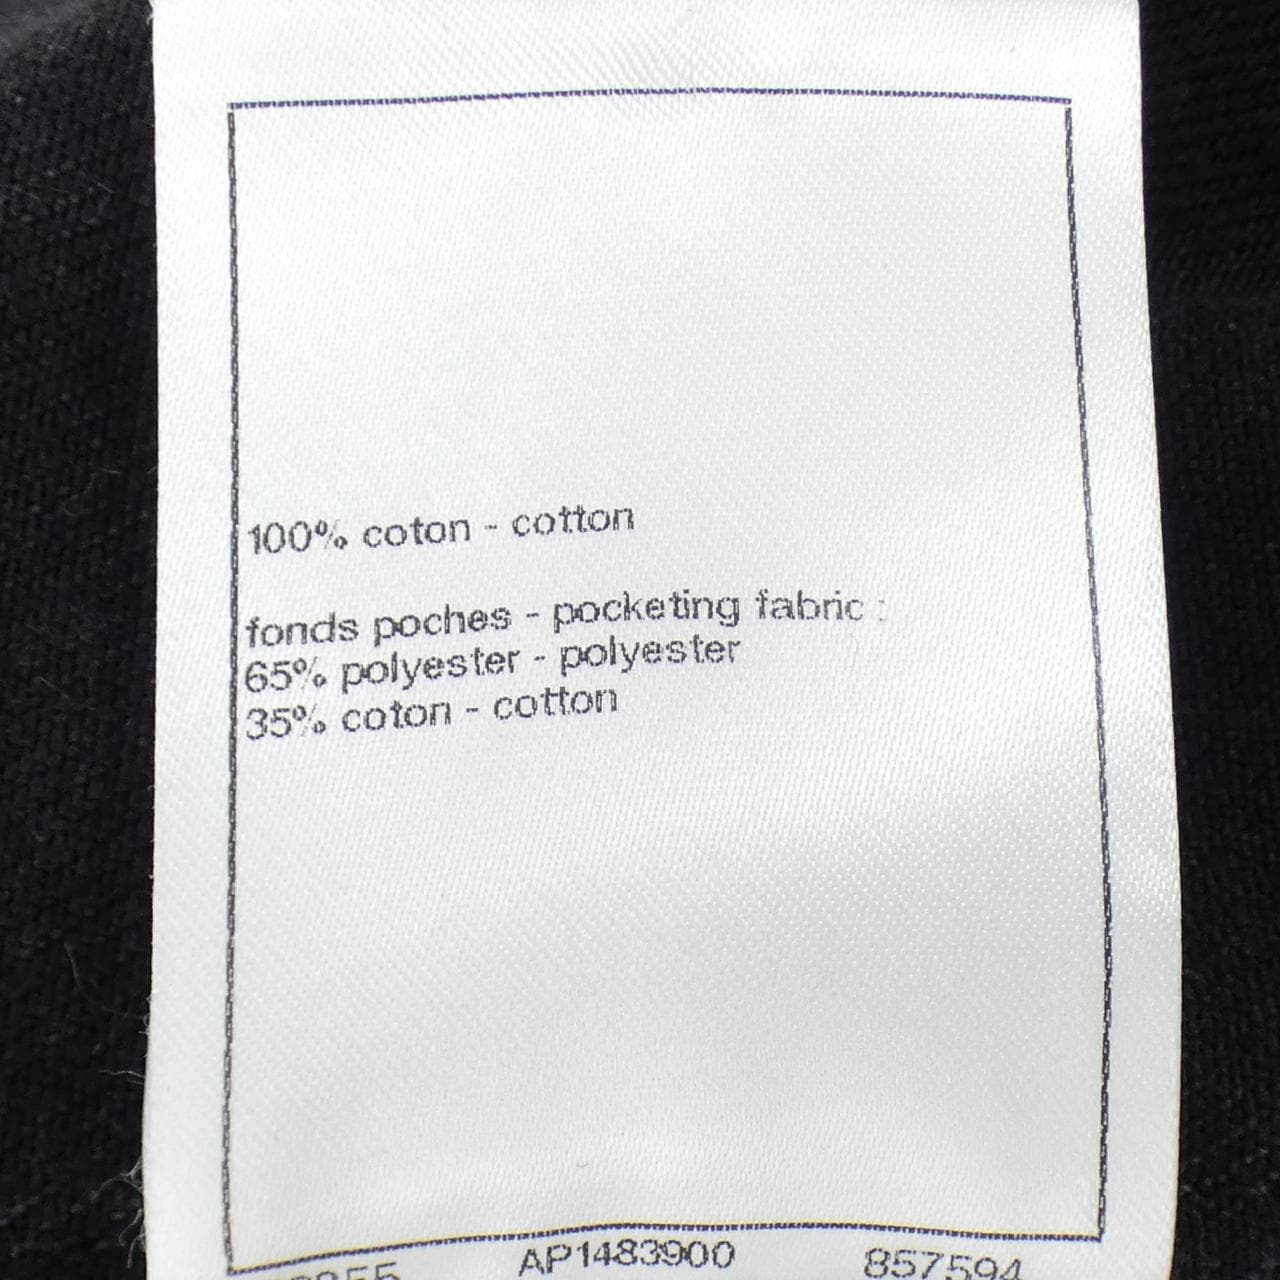 100% coton - cotton
fonds poches - pocketing fabric :
65% polyester - polyester
35% coton - cotton
AP1483900 857594